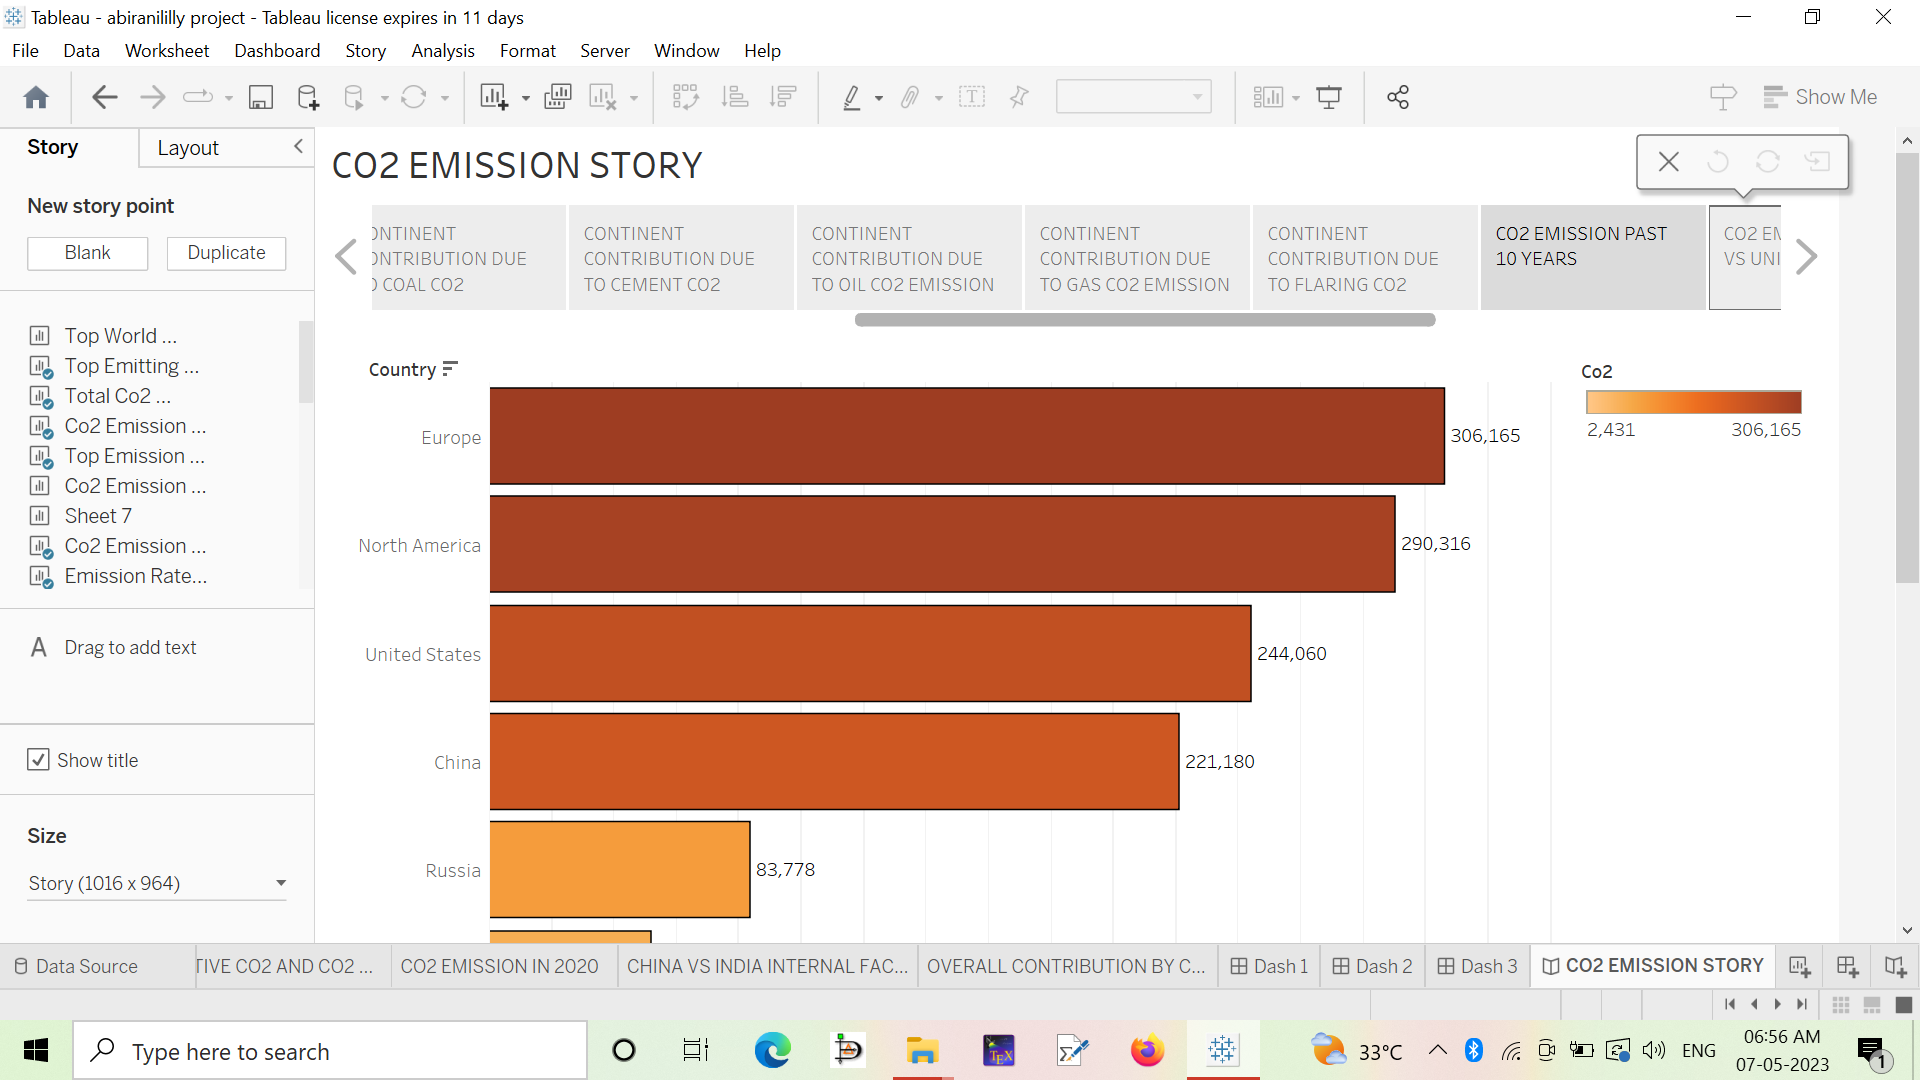 Tableau - abiranililly project - Tableau license expires in 11 days
File Data Worksheet Dashboard Story Analysis Format Server Window Help
Show Me
Story Layout
New story point
Blank Duplicate
Top World ...
Top Emitting ...
Total Co2 ...
Co2 Emission ...
Top Emission ...
Co2 Emission ...
Sheet 7
Co2 Emission ...
Emission Rate...
A Drag to add text
Show title
Size
Story (1016 x 964)
CO2 EMISSION STORY
ONTINENT
ONTRIBUTION DUE
O COAL CO2
CONTINENT
CONTRIBUTION DUE
TO CEMENT CO2
CONTINENT
CONTRIBUTION DUE
TO OIL CO2 EMISSION
CONTINENT
CONTRIBUTION DUE
TO GAS CO2 EMISSION
CONTINENT
CONTRIBUTION DUE
TO FLARING CO2
CO2 EMISSION PAST
10 YEARS
CO2 EM
VS UNI
Country
Europe 306,165
North America 290,316
United States 244,060
China 221,180
Russia 83,778
Co2
2,431 306,165
Data Source TIVE CO2 AND CO2 ... CO2 EMISSION IN 2020 CHINA VS INDIA INTERNAL FAC... OVERALL CONTRIBUTION BY C... Dash 1 Dash 2 Dash 3 CO2 EMISSION STORY
Type here to search
TEX
33°C
ENG
06:56 AM
07-05-2023
1